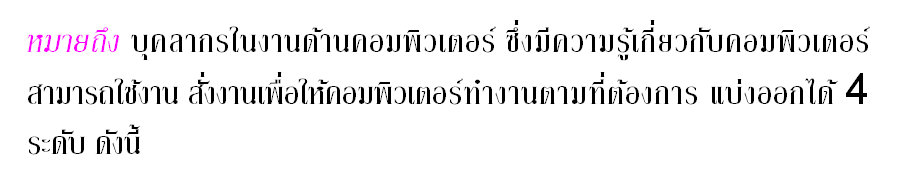 หมายถึง บุคลากรในงานด้านคอมพิวเตอร์ ซึ่งมีความรู้เกี่ยวกับคอมพิวเตอร์
สามารถใช้งาน สั่งงานเพื่อให้คอมพิวเตอร์ทำงานตามที่ต้องการ แบ่งออกได้ 4
ระดับ ดังนี้